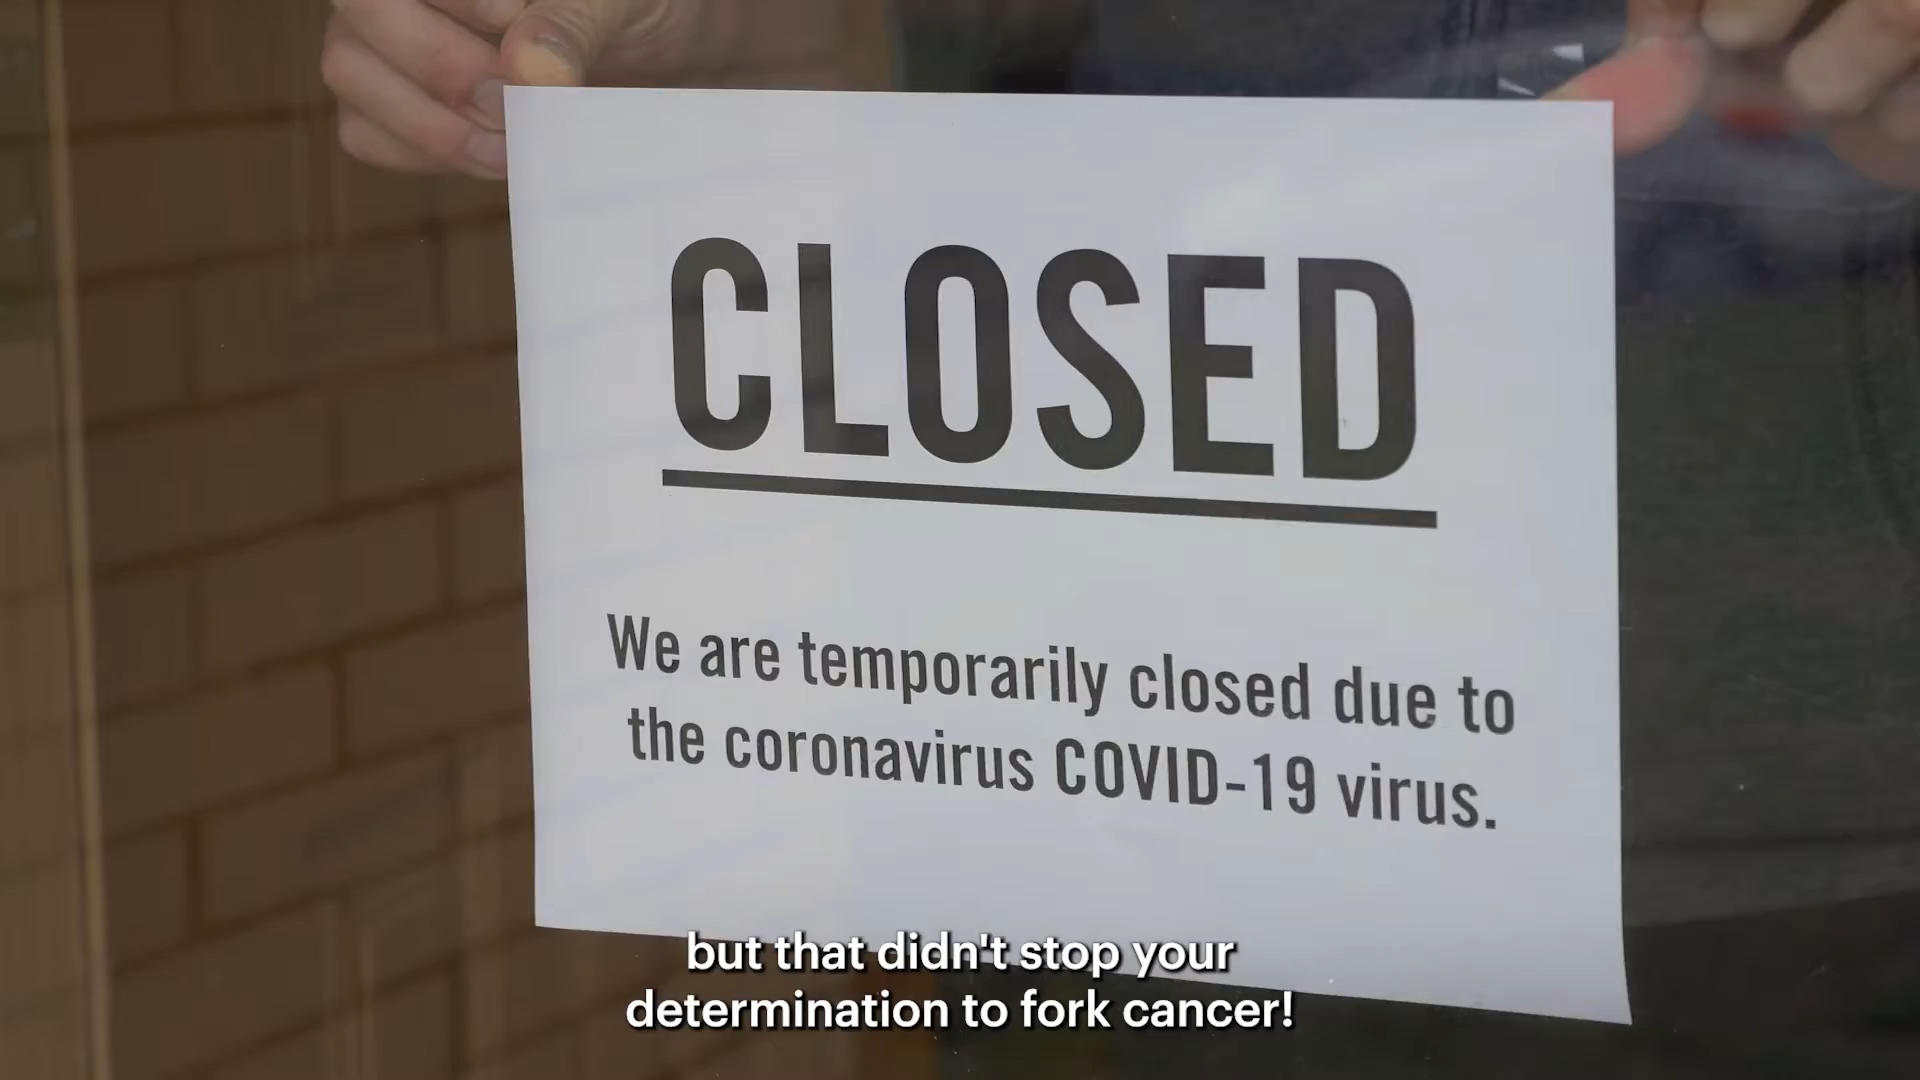 CLOSED
We are temporarily closed due to
the coronavirus COVID-19 virus.
but that didn't stop your
determination to fork cancer!